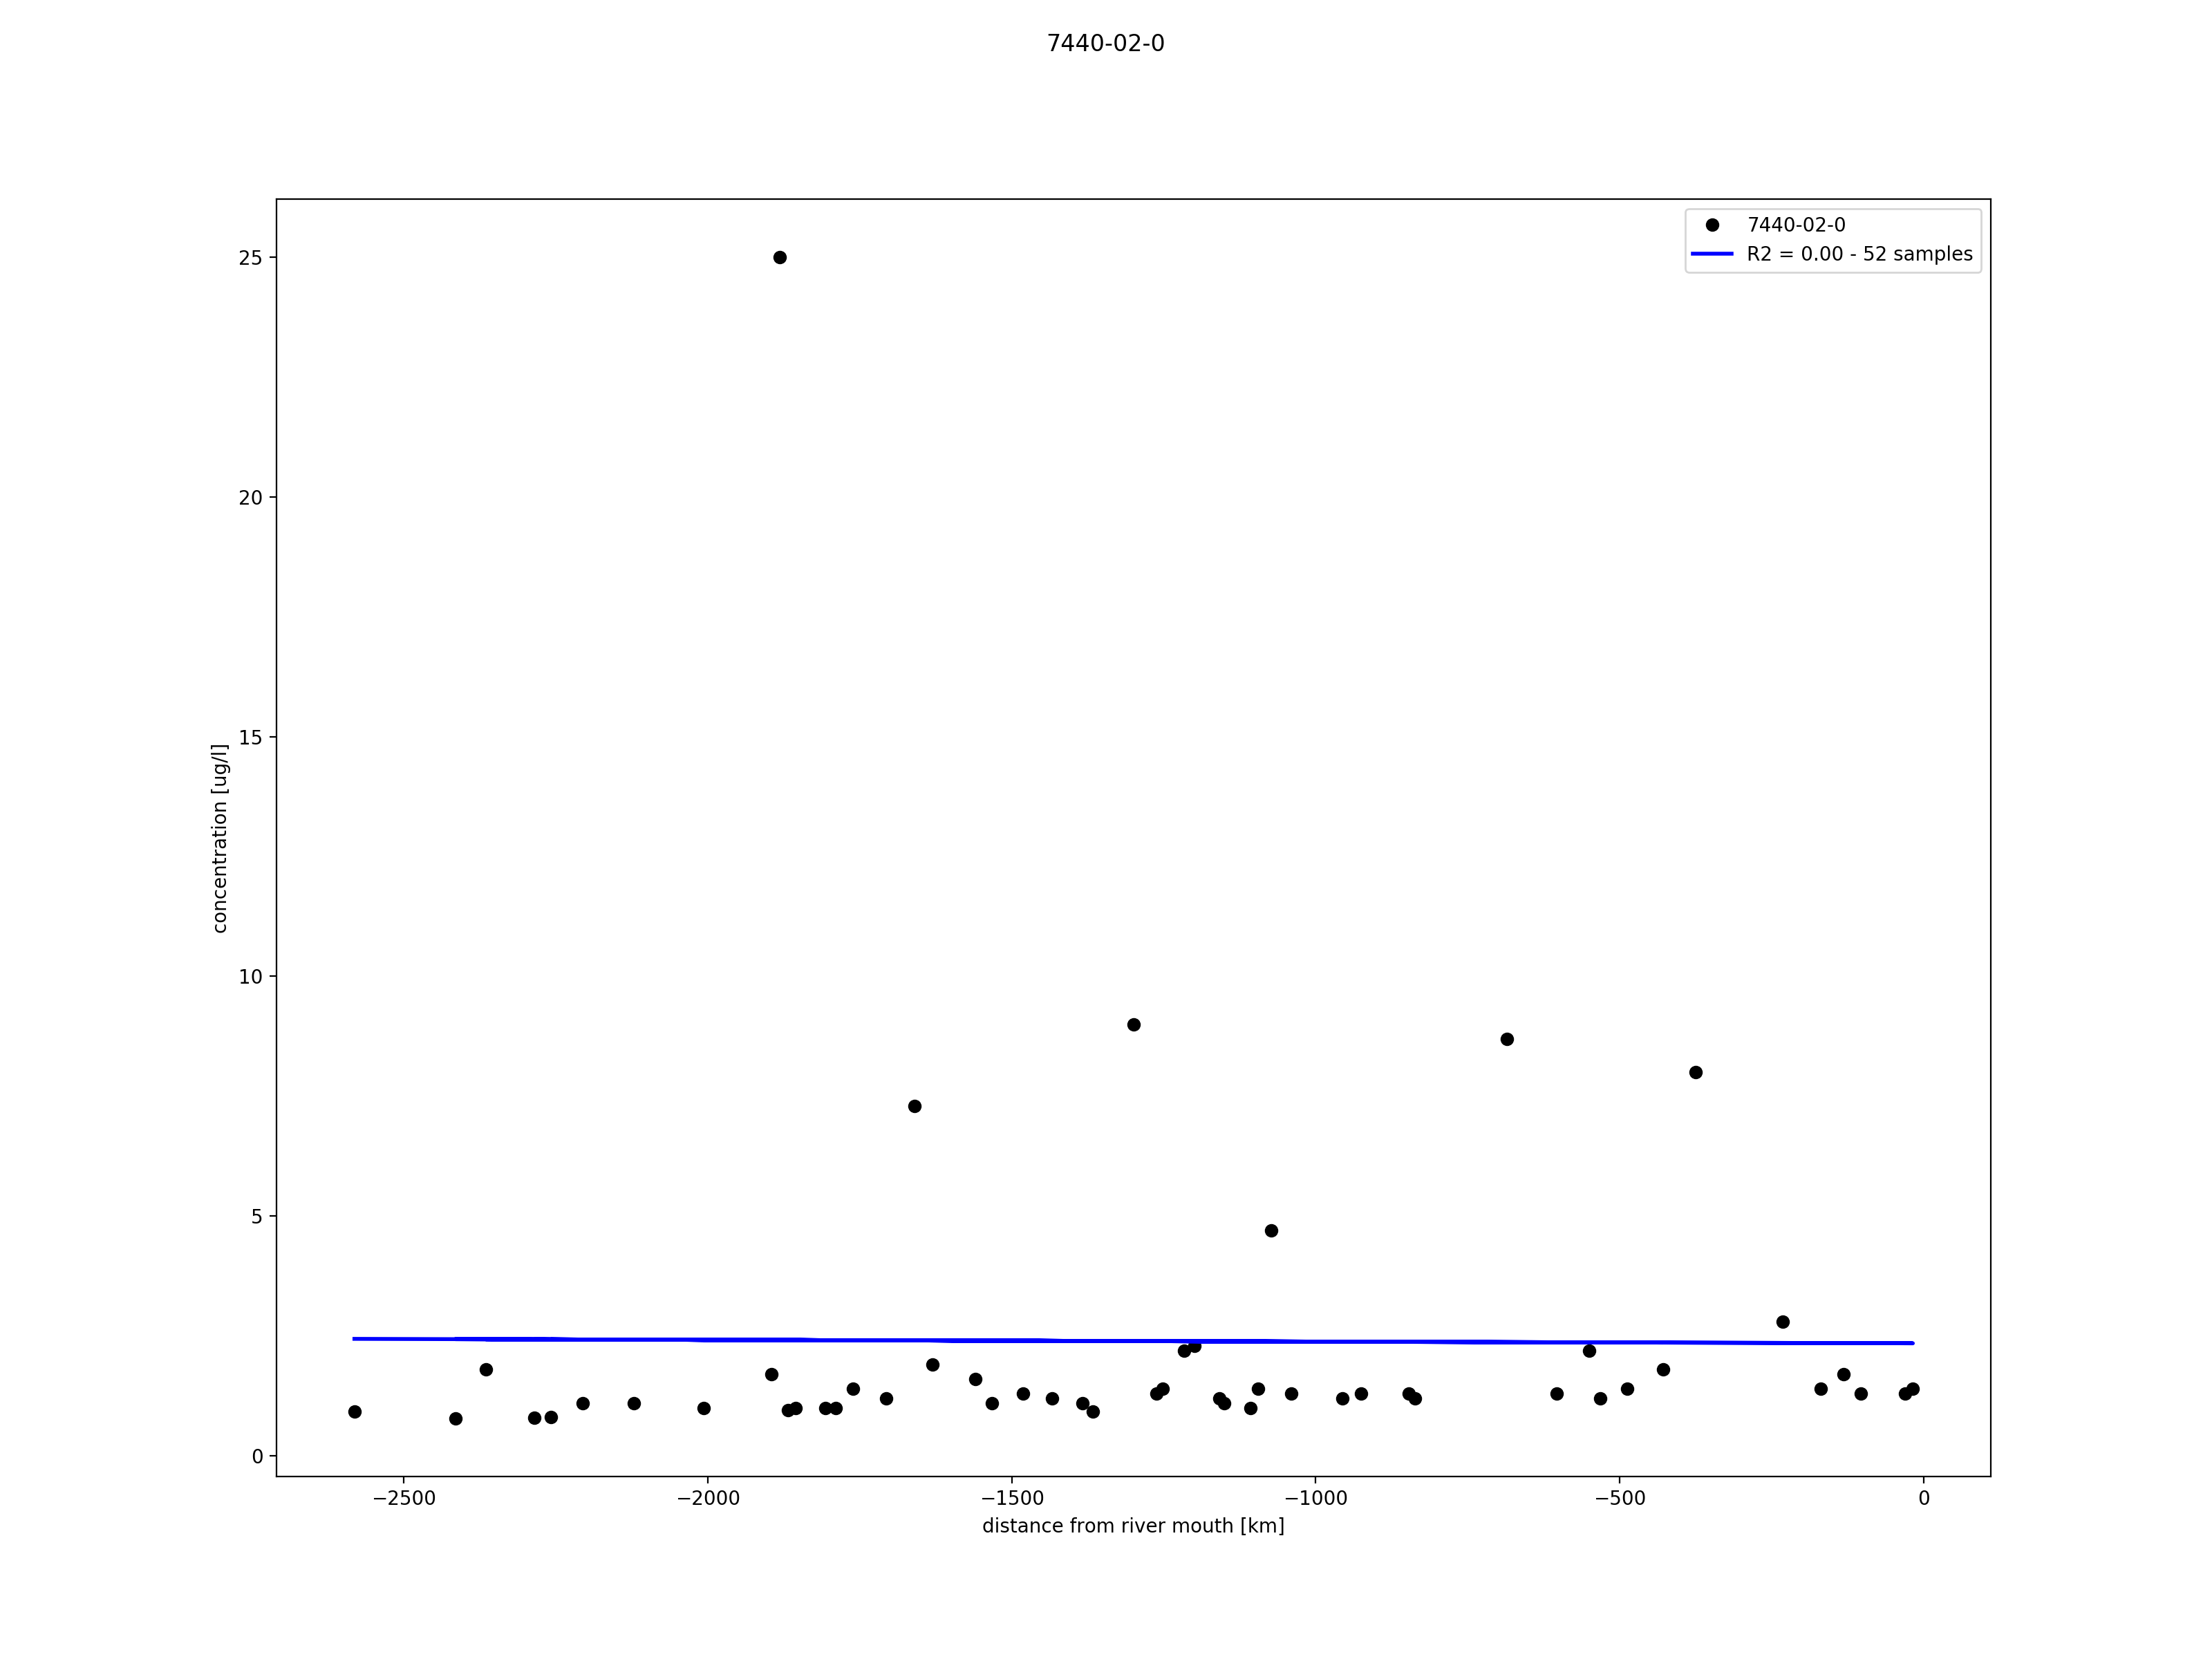 7440-02-0
7440-02-0
R2 = 0.00 - 52 samples
25
20
15
10
5
0
concentration [ug/l]
−2500 −2000 −1500 −1000 −500 0
distance from river mouth [km]